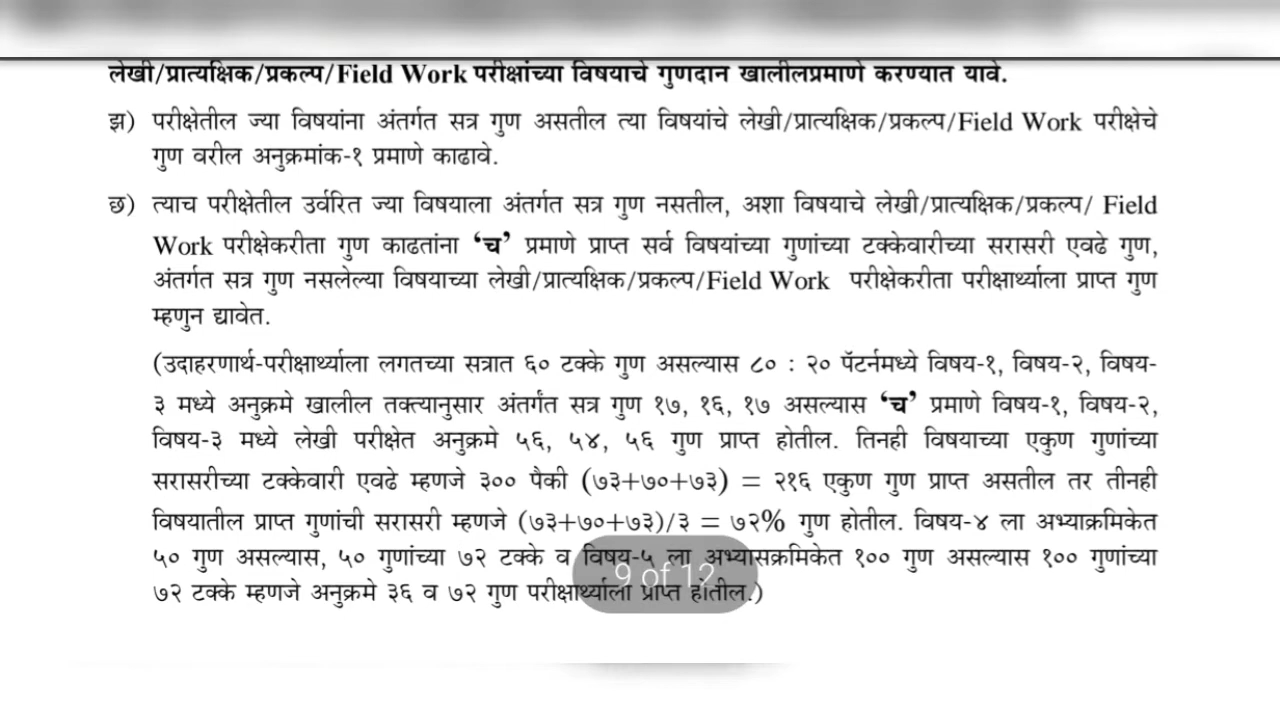 लेखी/प्रात्यक्षिक/प्रकल्प/Field Work परीक्षांच्या विषयाचे गुणदान खालीलप्रमाणे करण्यात यावे.
झ) परीक्षेतील ज्या विषयांना अंतर्गत सत्र गुण असतील त्या विषयांचे लेखी/प्रात्यक्षिक/प्रकल्प/Field Work परीक्षेचे
गुण वरील अनुक्रमांक-१ प्रमाणे काढावे.
छ) त्याच परीक्षेतील उर्वरित ज्या विषयाला अंतर्गत सत्र गुण नसतील, अशा विषयाचे लेखी/प्रात्यक्षिक/प्रकल्प/ Field
Work परीक्षेकरीता गुण काढतांना ‘च’ प्रमाणे प्राप्त सर्व विषयांच्या गुणांच्या टक्केवारीच्या सरासरी एवढे गुण,
अंतर्गत सत्र गुण नसलेल्या विषयाच्या लेखी/प्रात्यक्षिक/प्रकल्प/Field Work परीक्षेकरीता परीक्षार्थ्याला प्राप्त गुण
म्हणुन द्यावेत.
(उदाहरणार्थ-परीक्षार्थ्याला लगतच्या सत्रात ६० टक्के गुण असल्यास ८० : २० पॅटर्नमध्ये विषय-१, विषय-२, विषय-
३ मध्ये अनुक्रमे खालील तक्त्यानुसार अंतर्गंत सत्र गुण १७, १६, १७ असल्यास ‘च’ प्रमाणे विषय-१, विषय-२,
विषय-३ मध्ये लेखी परीक्षेत अनुक्रमे ५६, ५४, ५६ गुण प्राप्त होतील. तिनही विषयाच्या एकुण गुणांच्या
सरासरीच्या टक्केवारी एवढे म्हणजे ३०० पैकी (७३+७०+७३) = २१६ एकुण गुण प्राप्त असतील तर तीनही
विषयातील प्राप्त गुणांची सरासरी म्हणजे (७३+७०+७३)/३ = ७२% गुण होतील. विषय-४ ला अभ्याक्रमिकेत
५० गुण असल्यास, ५० गुणांच्या ७२ टक्के व विषय-५ ला अभ्यासक्रमिकेत १०० गुण असल्यास १०० गुणांच्या
७२ टक्के म्हणजे अनुक्रमे ३६ व ७२ गुण परीक्षार्थ्याला प्राप्त होतील.)
9 of 12